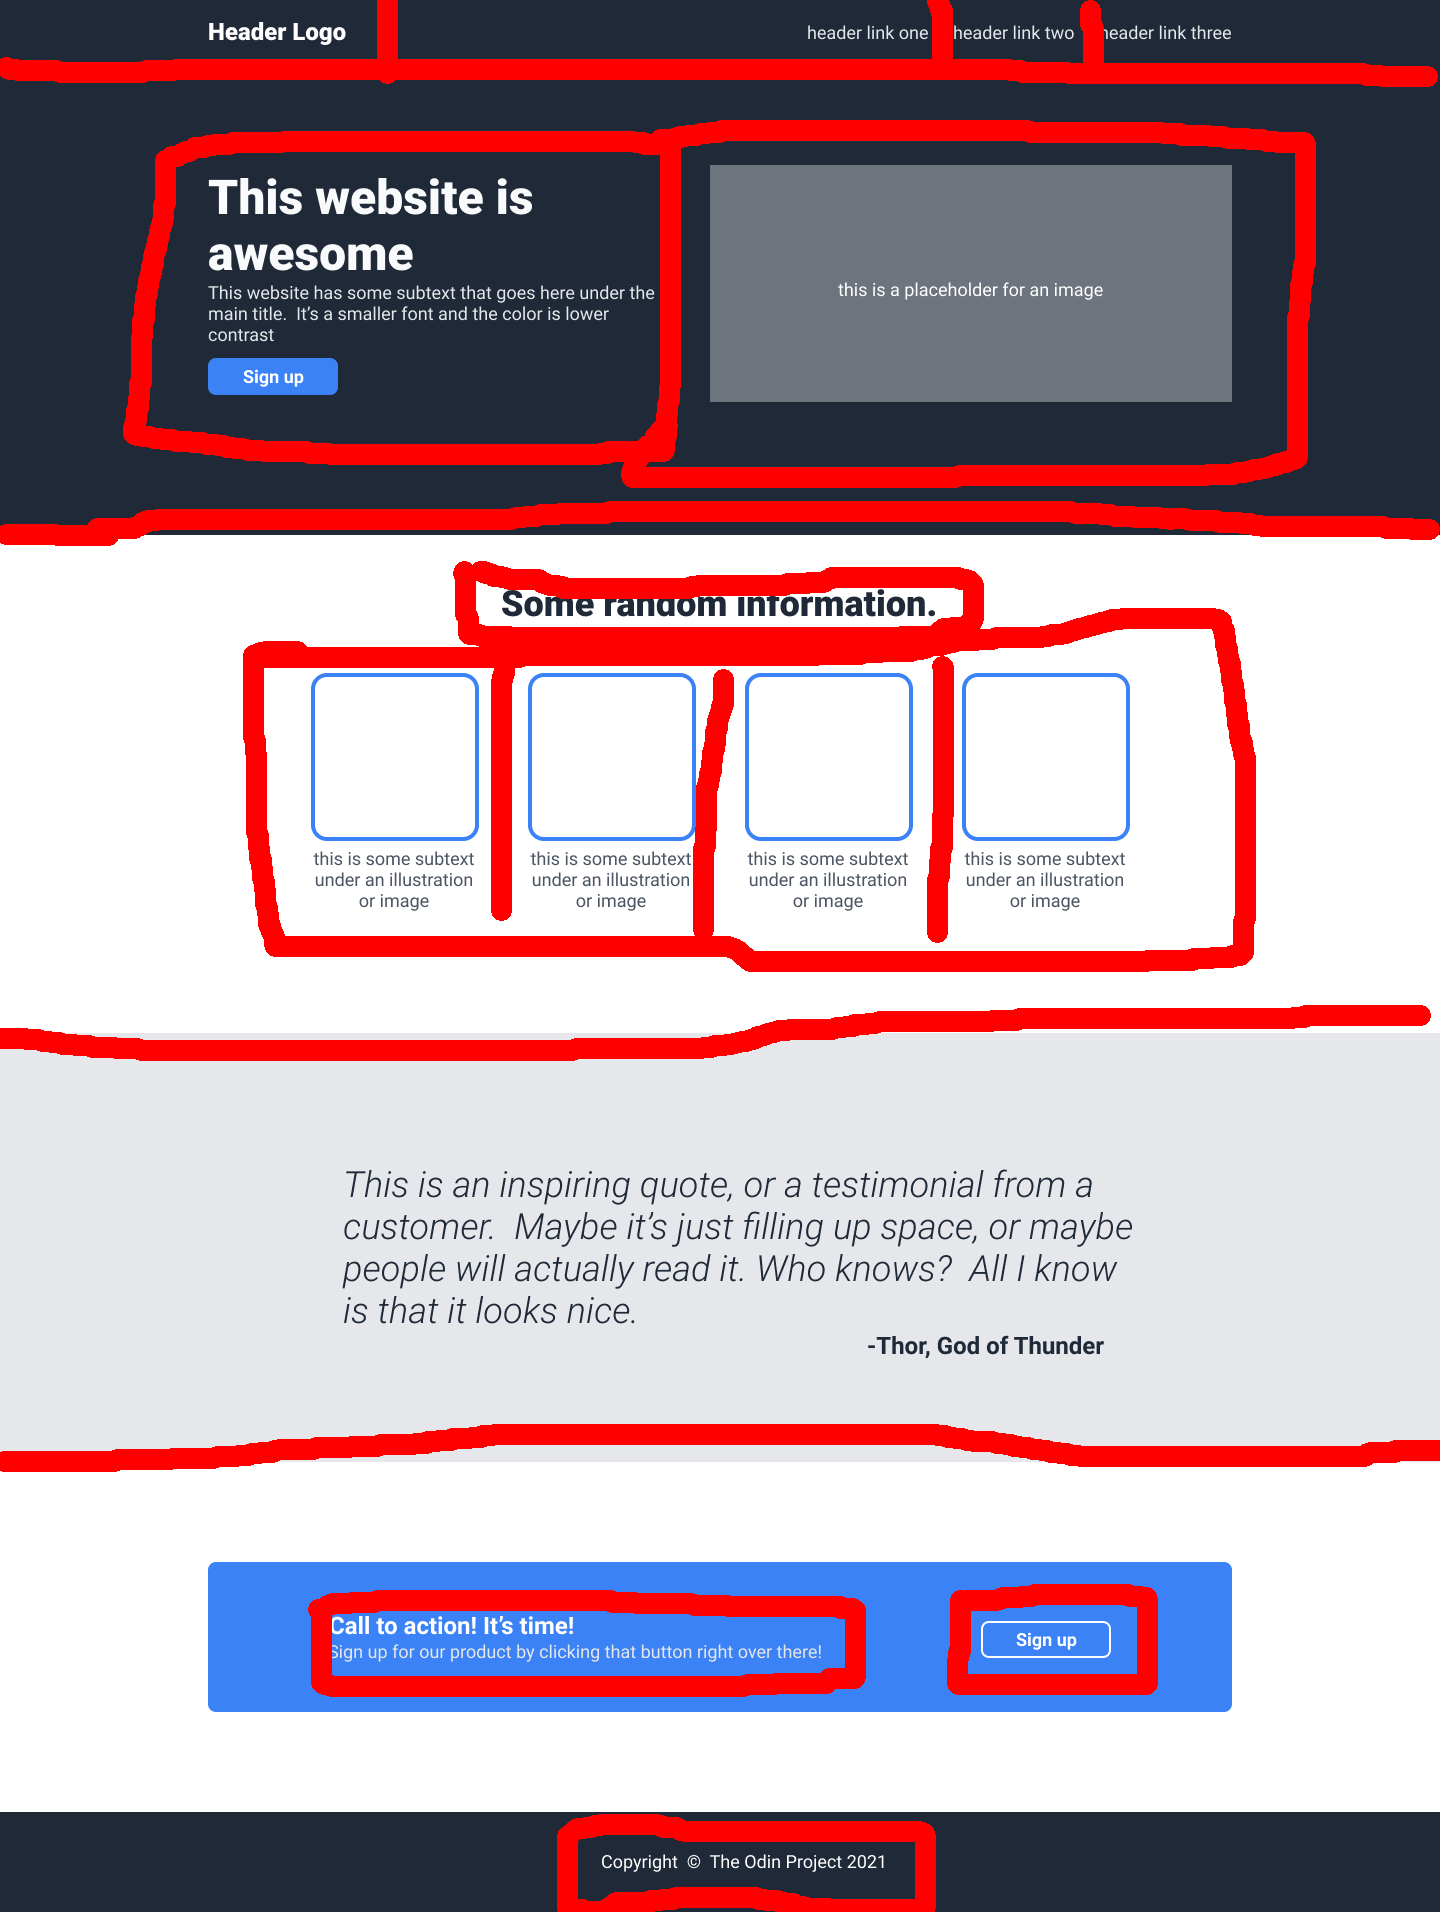 Header Logo
header link one header link two header link three
This website is
awesome
This website has some subtext that goes here under the
main title.  It’s a smaller font and the color is lower
contrast
Sign up
this is a placeholder for an image
Some random information.
this is some subtext
under an illustration
or image
this is some subtext
under an illustration
or image
this is some subtext
under an illustration
or image
this is some subtext
under an illustration
or image
This is an inspiring quote, or a testimonial from a
customer.  Maybe it’s just filling up space, or maybe
people will actually read it. Who knows?  All I know
is that it looks nice.
-Thor, God of Thunder
Call to action! It’s time!
Sign up for our product by clicking that button right over there!
Sign up
Copyright  ©  The Odin Project 2021